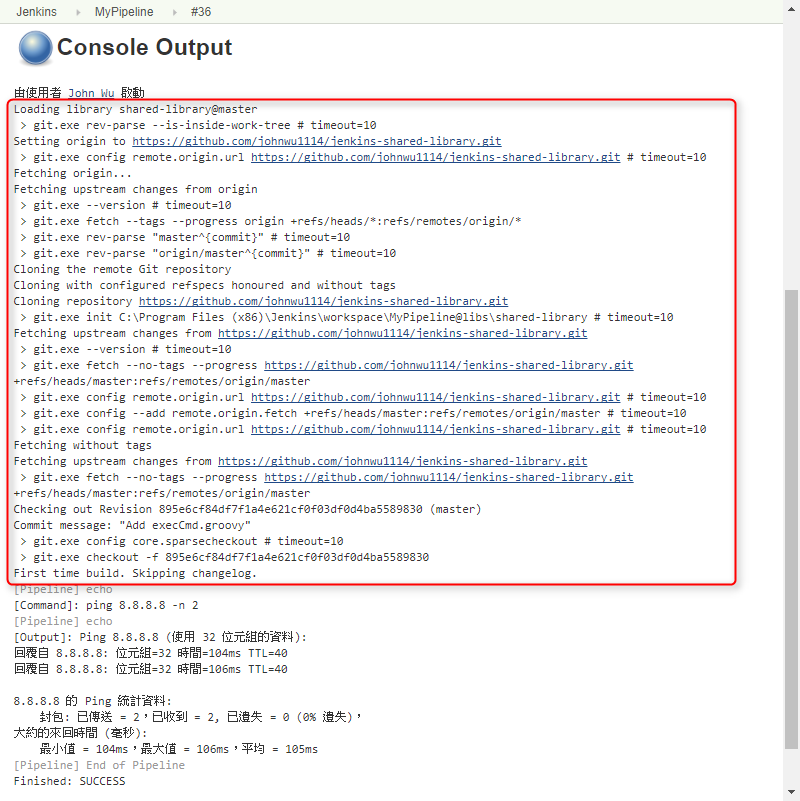 Jenkins MyPipeline #36
Console Output
由使用者 John Wu 啟動
Loading library shared-library@master
> git.exe rev-parse --is-inside-work-tree # timeout=10
Setting origin to https://github.com/johnwu1114/jenkins-shared-library.git
> git.exe config remote.origin.url https://github.com/johnwu1114/jenkins-shared-library.git # timeout=10
Fetching origin...
Fetching upstream changes from origin
> git.exe --version # timeout=10
> git.exe fetch --tags --progress origin +refs/heads/*:refs/remotes/origin/*
> git.exe rev-parse "master^{commit}" # timeout=10
> git.exe rev-parse "origin/master^{commit}" # timeout=10
Cloning the remote Git repository
Cloning with configured refspecs honoured and without tags
Cloning repository https://github.com/johnwu1114/jenkins-shared-library.git
> git.exe init C:\Program Files (x86)\Jenkins\workspace\MyPipeline@libs\shared-library # timeout=10
Fetching upstream changes from https://github.com/johnwu1114/jenkins-shared-library.git
> git.exe --version # timeout=10
> git.exe fetch --no-tags --progress https://github.com/johnwu1114/jenkins-shared-library.git
+refs/heads/master:refs/remotes/origin/master
> git.exe config remote.origin.url https://github.com/johnwu1114/jenkins-shared-library.git # timeout=10
> git.exe config --add remote.origin.fetch +refs/heads/master:refs/remotes/origin/master # timeout=10
> git.exe config remote.origin.url https://github.com/johnwu1114/jenkins-shared-library.git # timeout=10
Fetching without tags
Fetching upstream changes from https://github.com/johnwu1114/jenkins-shared-library.git
> git.exe fetch --no-tags --progress https://github.com/johnwu1114/jenkins-shared-library.git
+refs/heads/master:refs/remotes/origin/master
Checking out Revision 895e6cf84df7f1a4e621cf0f03df0d4ba5589830 (master)
Commit message: "Add execCmd.groovy"
> git.exe config core.sparsecheckout # timeout=10
> git.exe checkout -f 895e6cf84df7f1a4e621cf0f03df0d4ba5589830
First time build. Skipping changelog.
[Pipeline] echo
[Command]: ping 8.8.8.8 -n 2
[Pipeline] echo
[Output]: Ping 8.8.8.8 (使用 32 位元組的資料):
回覆自 8.8.8.8: 位元組=32 時間=104ms TTL=40
回覆自 8.8.8.8: 位元組=32 時間=106ms TTL=40
8.8.8.8 的 Ping 統計資料:
封包: 已傳送 = 2，已收到 = 2, 已遺失 = 0 (0% 遺失)，
大約的來回時間 (毫秒):
最小值 = 104ms，最大值 = 106ms，平均 = 105ms
[Pipeline] End of Pipeline
Finished: SUCCESS